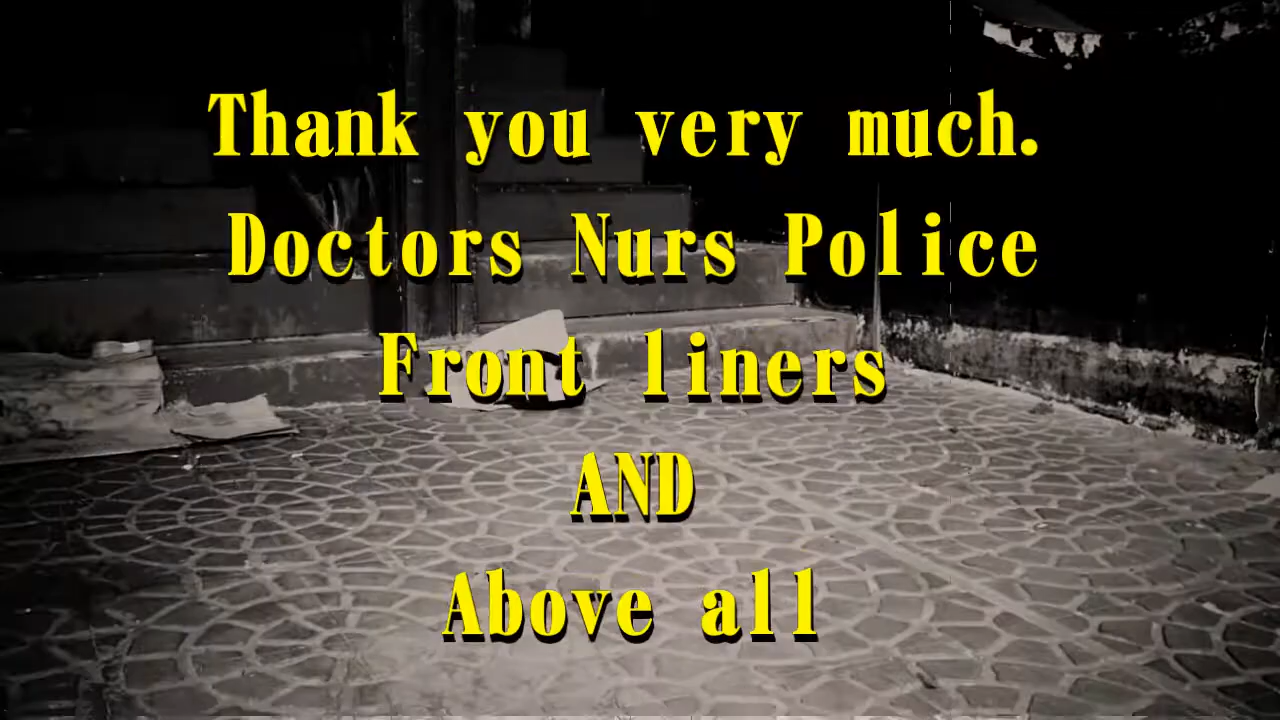 Thank you very much.
Doctors Nurs Police
Front liners
AND
Above all